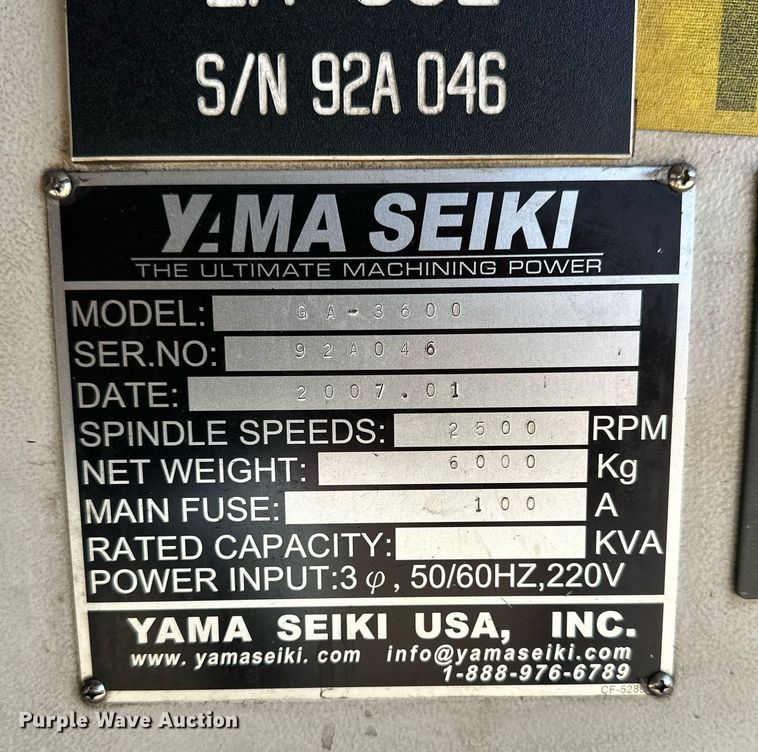 S/N 92A 046
YAMA SEIKI
THE ULTIMATE MACHINING POWER
MODEL: GA-3600
SER.NO: 92A046
DATE: 2007.01
SPINDLE SPEEDS: 2500 RPM
NET WEIGHT: 6000 Kg
MAIN FUSE: 100 A
RATED CAPACITY: KVA
POWER INPUT:3φ, 50/60HZ,220V
YAMA SEIKI USA, INC.
www.yamaseiki.com info@yamaseiki.com
1-888-976-6789
Purple Wave Auction